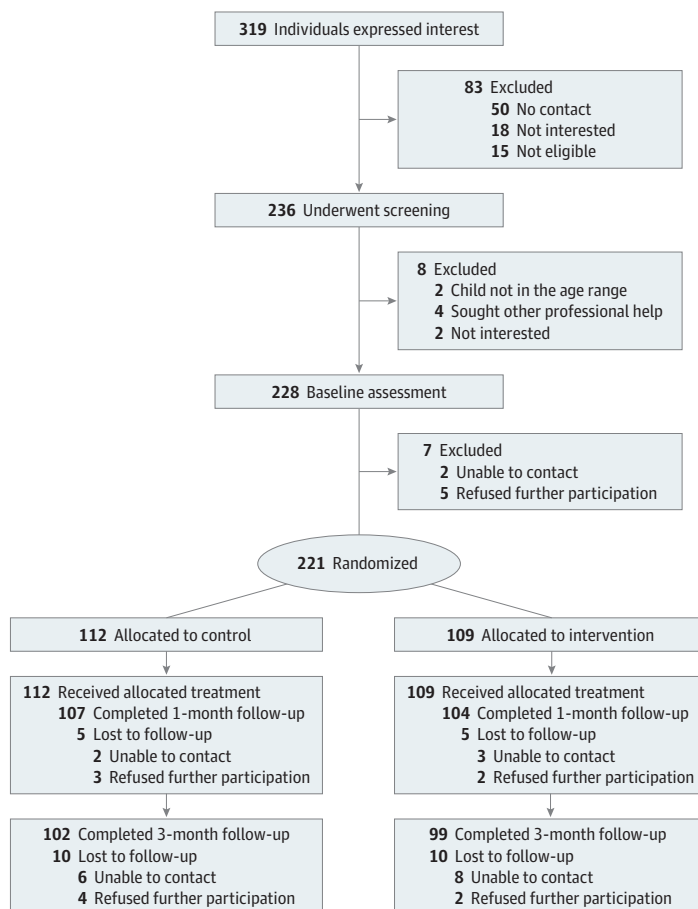 319 Individuals expressed interest
83 Excluded
50 No contact
18 Not interested
15 Not eligible
236 Underwent screening
8 Excluded
2 Child not in the age range
4 Sought other professional help
2 Not interested
228 Baseline assessment
7 Excluded
2 Unable to contact
5 Refused further participation
221 Randomized
112 Allocated to control
109 Allocated to intervention
112 Received allocated treatment
107 Completed 1-month follow-up
5 Lost to follow-up
2 Unable to contact
3 Refused further participation
109 Received allocated treatment
104 Completed 1-month follow-up
5 Lost to follow-up
3 Unable to contact
2 Refused further participation
102 Completed 3-month follow-up
10 Lost to follow-up
6 Unable to contact
4 Refused further participation
99 Completed 3-month follow-up
10 Lost to follow-up
8 Unable to contact
2 Refused further participation